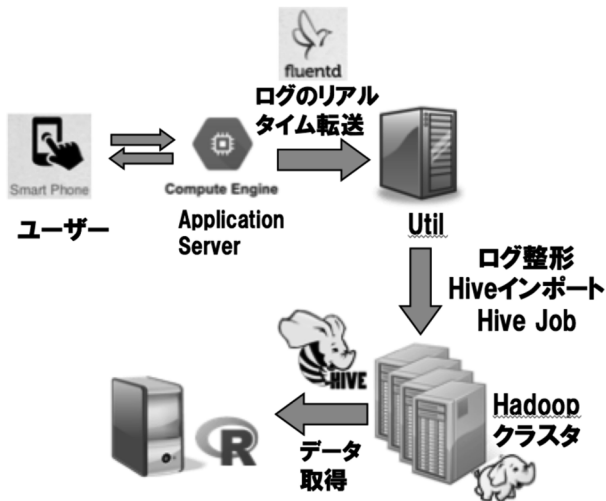 fluentd
ログのリアル
タイム転送
Smart Phone
Compute Engine
ユーザー
Application
Server
Util
ログ整形
Hiveインポート
Hive Job
HIVE
Hadoop
クラスタ
R
データ
取得